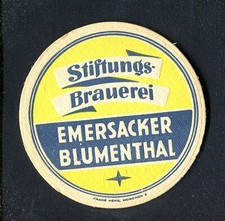 Stiftungs-
Brauerei
EMERSACKER
BLUMENTHAL